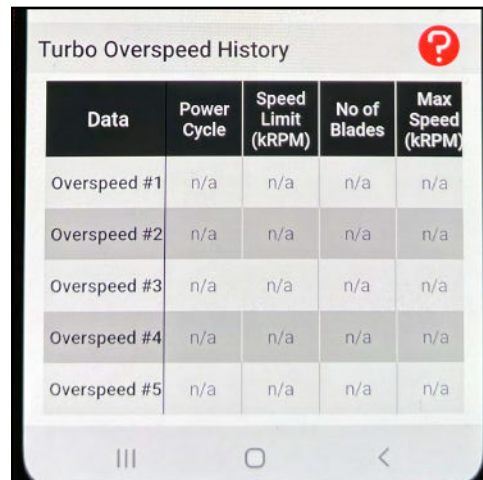 Turbo Overspeed History ?
Data Power Cycle Speed Limit (kRPM) No of Blades Max Speed (kRPM)
Overspeed #1 n/a n/a n/a n/a
Overspeed #2 n/a n/a n/a n/a
Overspeed #3 n/a n/a n/a n/a
Overspeed #4 n/a n/a n/a n/a
Overspeed #5 n/a n/a n/a n/a